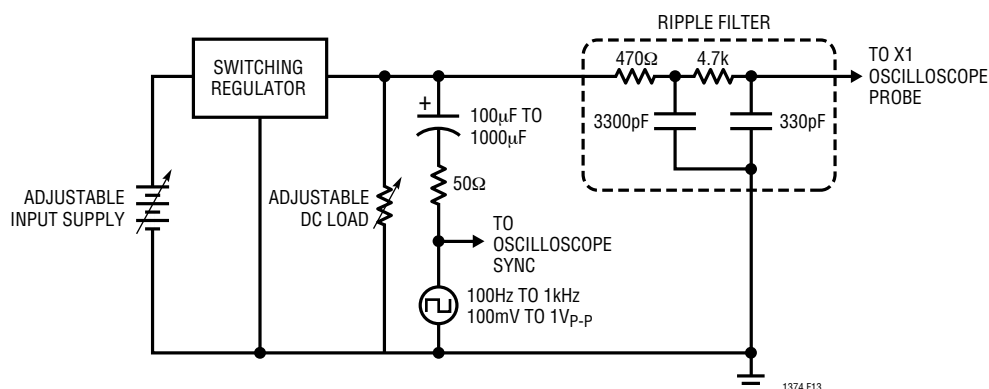 RIPPLE FILTER
SWITCHING
REGULATOR
470Ω
4.7k
TO X1
OSCILLOSCOPE
PROBE
+
100µF TO
1000µF
3300pF
330pF
50Ω
ADJUSTABLE
INPUT SUPPLY
ADJUSTABLE
DC LOAD
TO
OSCILLOSCOPE
SYNC
100Hz TO 1kHz
100mV TO 1VP-P
1374 F13